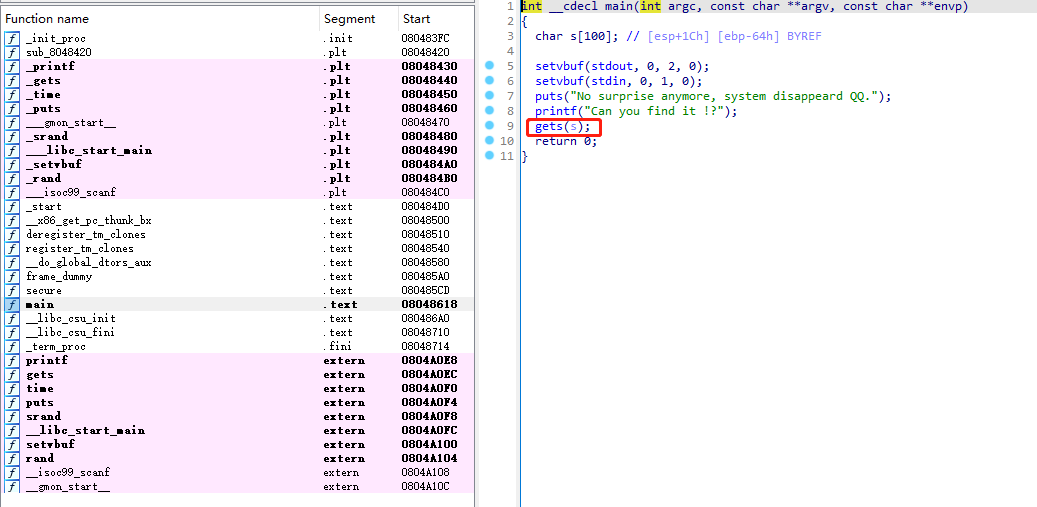 Function name Segment Start
f _init_proc .init 080483FC
f sub_8048420 .plt 08048420
f _printf .plt 08048430
f _gets .plt 08048440
f _time .plt 08048450
f _puts .plt 08048460
f ___gmon_start__ .plt 08048470
f _srand .plt 08048480
f ___libc_start_main .plt 08048490
f _setvbuf .plt 080484A0
f _rand .plt 080484B0
f ___isoc99_scanf .plt 080484C0
f _start .text 080484D0
f __x86_get_pc_thunk_bx .text 08048500
f deregister_tm_clones .text 08048510
f register_tm_clones .text 08048540
f __do_global_dtors_aux .text 08048580
f frame_dummy .text 080485A0
f secure .text 080485CD
f main .text 08048618
f __libc_csu_init .text 080486A0
f __libc_csu_fini .text 08048710
f _term_proc .fini 08048714
f printf extern 0804A0E8
f gets extern 0804A0EC
f time extern 0804A0F0
f puts extern 0804A0F4
f srand extern 0804A0F8
f __libc_start_main extern 0804A0FC
f setvbuf extern 0804A100
f rand extern 0804A104
f __isoc99_scanf extern 0804A108
f __gmon_start__ extern 0804A10C
1 int __cdecl main(int argc, const char **argv, const char **envp)
2 {
3 char s[100]; // [esp+1Ch] [ebp-64h] BYREF
4
5 setvbuf(stdout, 0, 2, 0);
6 setvbuf(stdin, 0, 1, 0);
7 puts("No surprise anymore, system disappeard QQ.");
8 printf("Can you find it !?");
9 gets(s);
10 return 0;
11 }